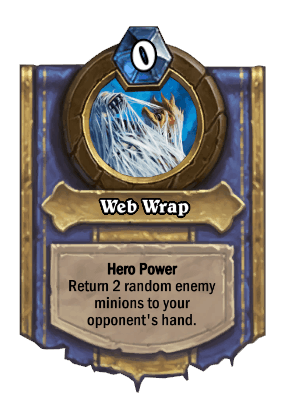 0
Web Wrap
Hero Power
Return 2 random enemy
minions to your
opponent's hand.